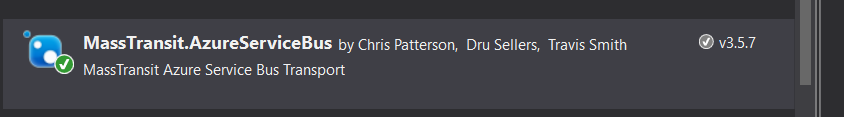 MassTransit.AzureServiceBus by Chris Patterson, Dru Sellers, Travis Smith v3.5.7
MassTransit Azure Service Bus Transport